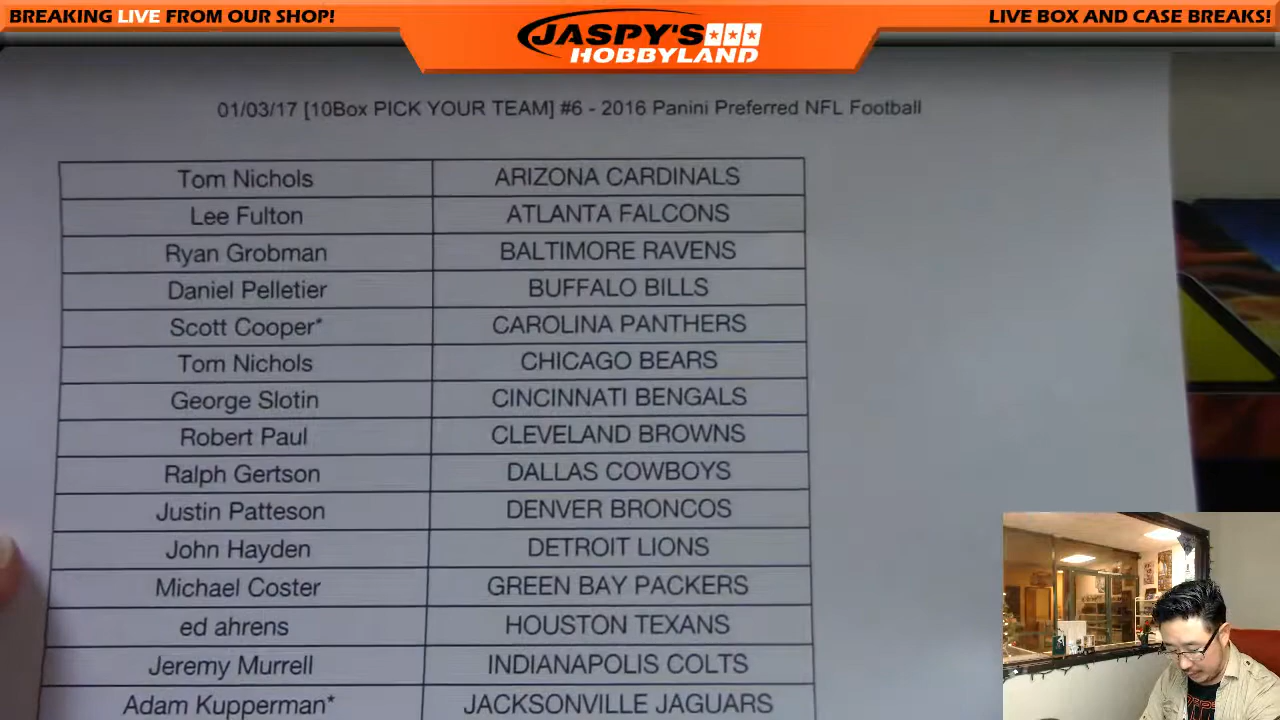 BREAKING LIVE FROM OUR SHOP!
JASPY'S
HOBBYLAND
LIVE BOX AND CASE BREAKS!
01/03/17 [10Box PICK YOUR TEAM] #6 - 2016 Panini Preferred NFL Football
Tom Nichols ARIZONA CARDINALS
Lee Fulton ATLANTA FALCONS
Ryan Grobman BALTIMORE RAVENS
Daniel Pelletier BUFFALO BILLS
Scott Cooper* CAROLINA PANTHERS
Tom Nichols CHICAGO BEARS
George Slotin CINCINNATI BENGALS
Robert Paul CLEVELAND BROWNS
Ralph Gertson DALLAS COWBOYS
Justin Patteson DENVER BRONCOS
John Hayden DETROIT LIONS
Michael Coster GREEN BAY PACKERS
ed ahrens HOUSTON TEXANS
Jeremy Murrell INDIANAPOLIS COLTS
Adam Kupperman* JACKSONVILLE JAGUARS